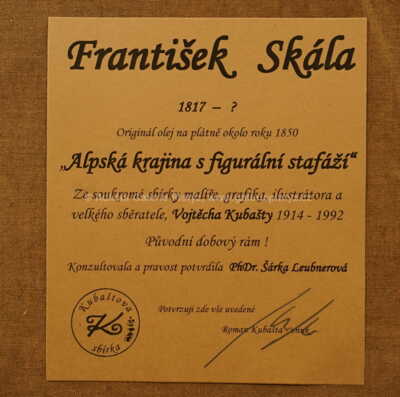 František Skála
1817 – ?
Originál olej na plátně okolo roku 1850
„Alpská krajina s figurální stafáží“
Ze soukromé sbírky malíře, grafika, ilustrátora a
velkého sběratele, Vojtěcha Kubašty 1914 - 1992
Původní dobový rám !
Konzultovala a pravost potvrdila PhDr. Šárka Leubnerová
Potvrzuji zde vše uvedené
Roman Kubašta
Kubaštova
K
sbírka